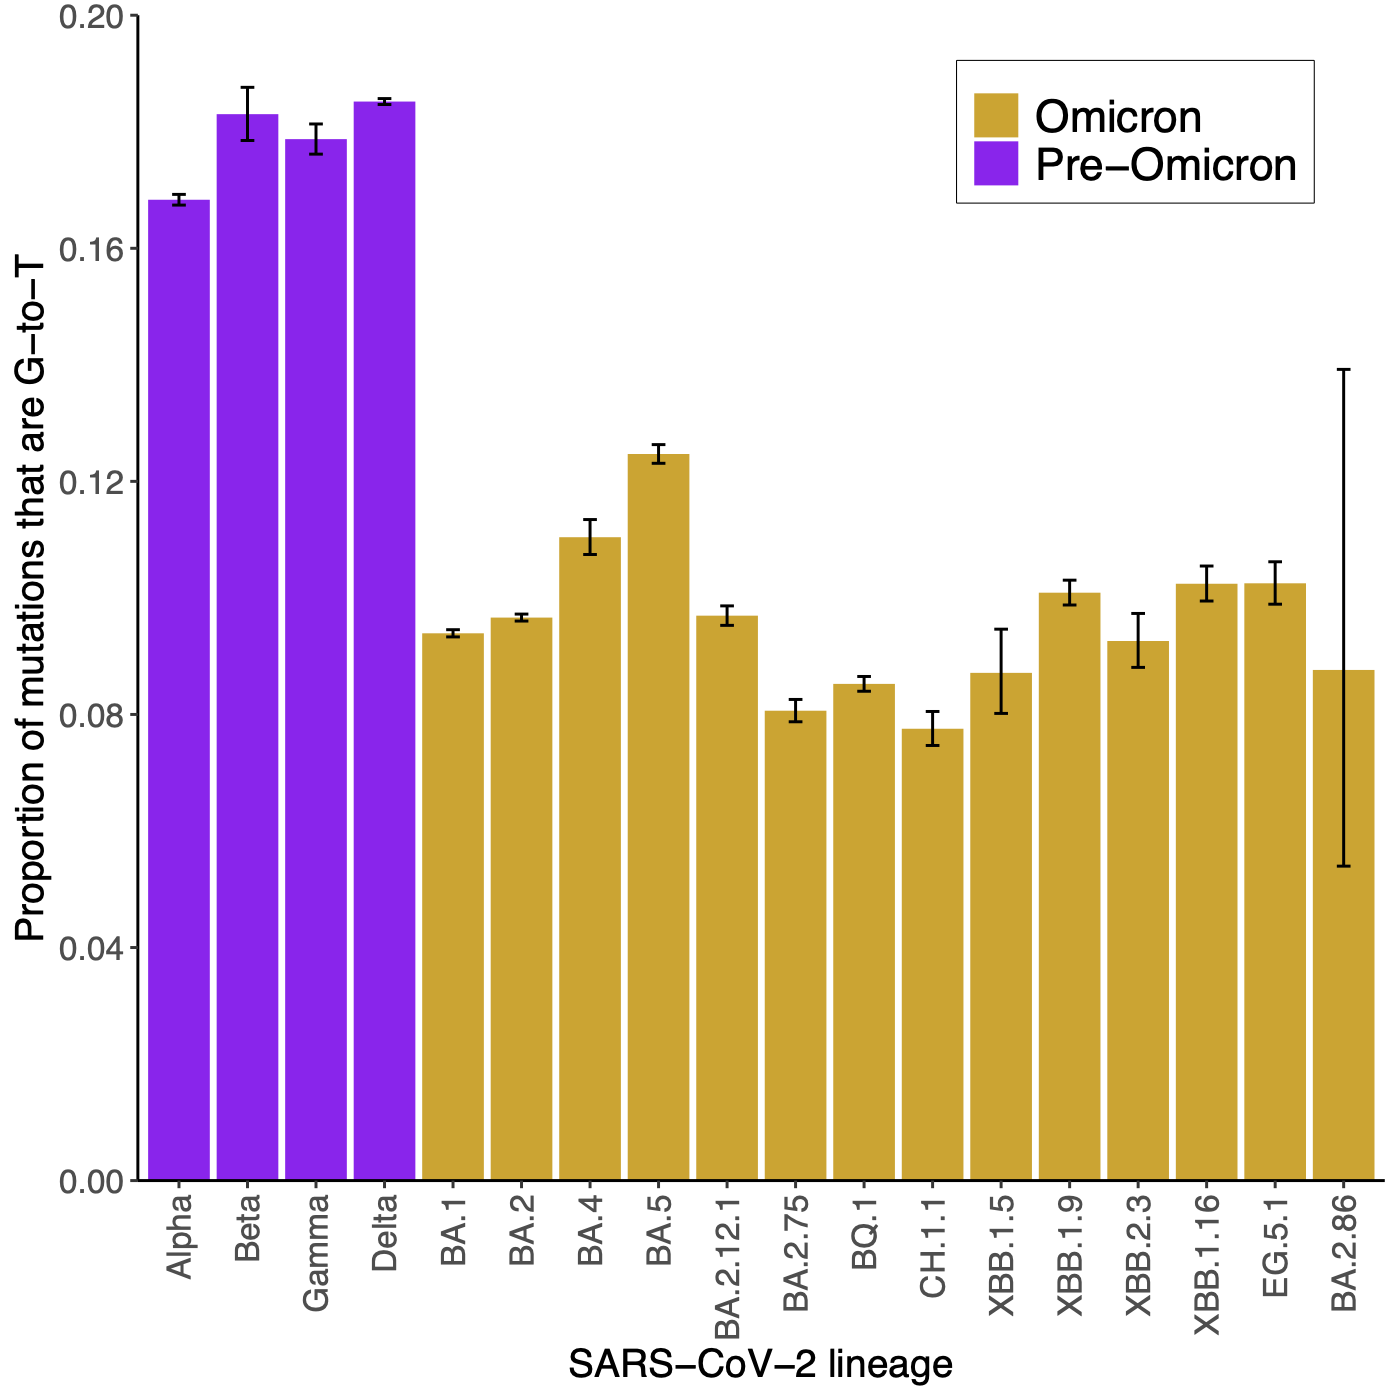 0.20
0.16
0.12
0.08
0.04
0.00
Proportion of mutations that are G−to−T
Omicron
Pre−Omicron
Alpha
Beta
Gamma
Delta
BA.1
BA.2
BA.4
BA.5
BA.2.12.1
BA.2.75
BQ.1
CH.1.1
XBB.1.5
XBB.1.9
XBB.2.3
XBB.1.16
EG.5.1
BA.2.86
SARS−CoV−2 lineage